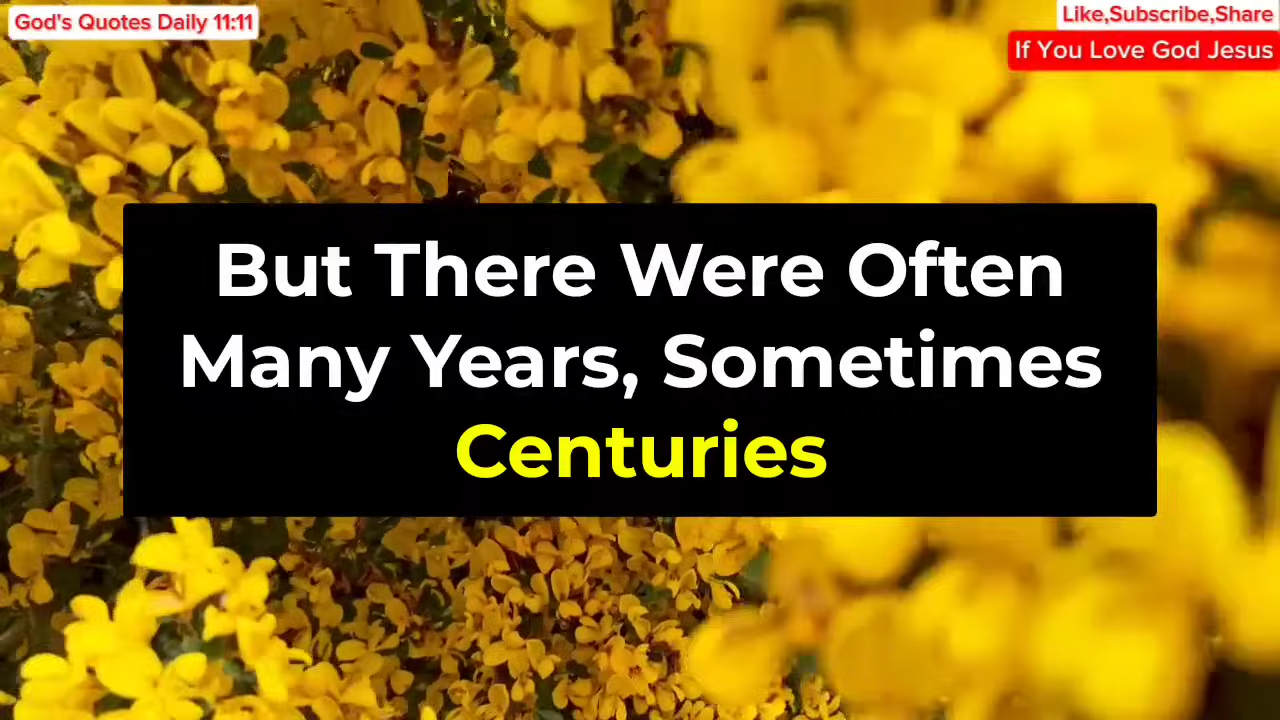 God's Quotes Daily 11:11
Like,Subscribe,Share
If You Love God Jesus
But There Were Often
Many Years, Sometimes
Centuries